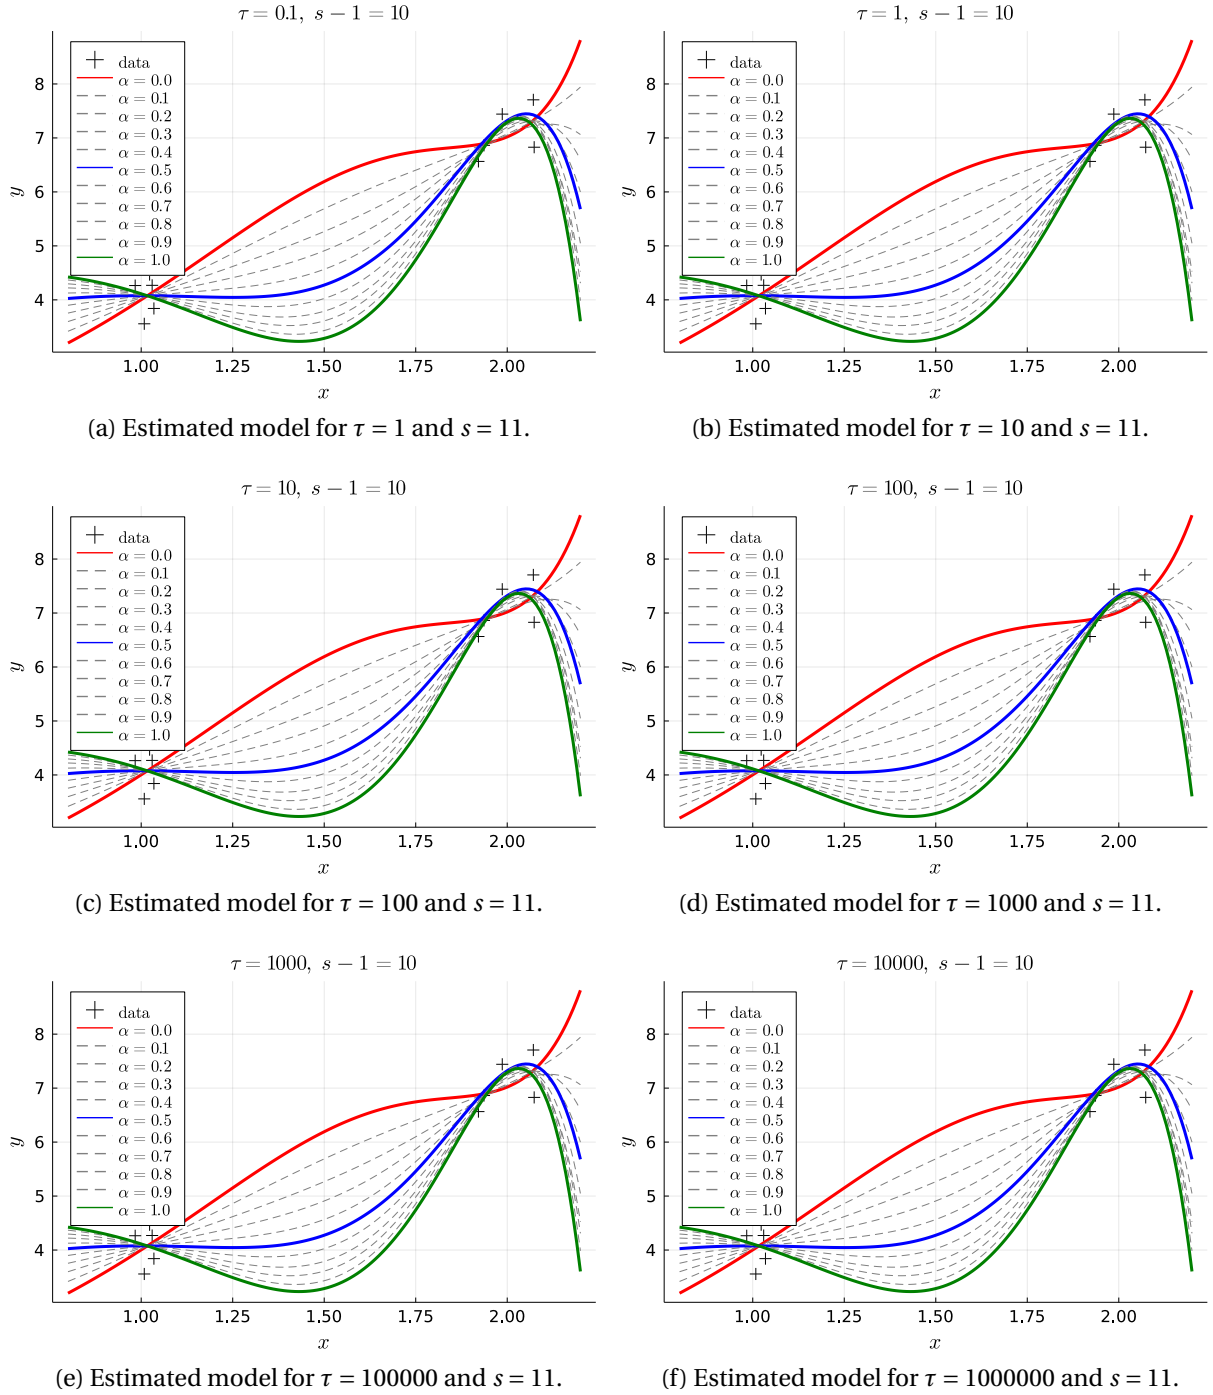 τ = 0.1, s − 1 = 10
8
7
6
5
4
y
data
α = 0.0
α = 0.1
α = 0.2
α = 0.3
α = 0.4
α = 0.5
α = 0.6
α = 0.7
α = 0.8
α = 0.9
α = 1.0
1.00 1.25 1.50 1.75 2.00
x
(a) Estimated model for τ = 1 and s = 11.
τ = 1, s − 1 = 10
8
7
6
5
4
y
data
α = 0.0
α = 0.1
α = 0.2
α = 0.3
α = 0.4
α = 0.5
α = 0.6
α = 0.7
α = 0.8
α = 0.9
α = 1.0
1.00 1.25 1.50 1.75 2.00
x
(b) Estimated model for τ = 10 and s = 11.
τ = 10, s − 1 = 10
8
7
6
5
4
y
data
α = 0.0
α = 0.1
α = 0.2
α = 0.3
α = 0.4
α = 0.5
α = 0.6
α = 0.7
α = 0.8
α = 0.9
α = 1.0
1.00 1.25 1.50 1.75 2.00
x
(c) Estimated model for τ = 100 and s = 11.
τ = 100, s − 1 = 10
8
7
6
5
4
y
data
α = 0.0
α = 0.1
α = 0.2
α = 0.3
α = 0.4
α = 0.5
α = 0.6
α = 0.7
α = 0.8
α = 0.9
α = 1.0
1.00 1.25 1.50 1.75 2.00
x
(d) Estimated model for τ = 1000 and s = 11.
τ = 1000, s − 1 = 10
8
7
6
5
4
y
data
α = 0.0
α = 0.1
α = 0.2
α = 0.3
α = 0.4
α = 0.5
α = 0.6
α = 0.7
α = 0.8
α = 0.9
α = 1.0
1.00 1.25 1.50 1.75 2.00
x
(e) Estimated model for τ = 100000 and s = 11.
τ = 10000, s − 1 = 10
8
7
6
5
4
y
data
α = 0.0
α = 0.1
α = 0.2
α = 0.3
α = 0.4
α = 0.5
α = 0.6
α = 0.7
α = 0.8
α = 0.9
α = 1.0
1.00 1.25 1.50 1.75 2.00
x
(f) Estimated model for τ = 1000000 and s = 11.